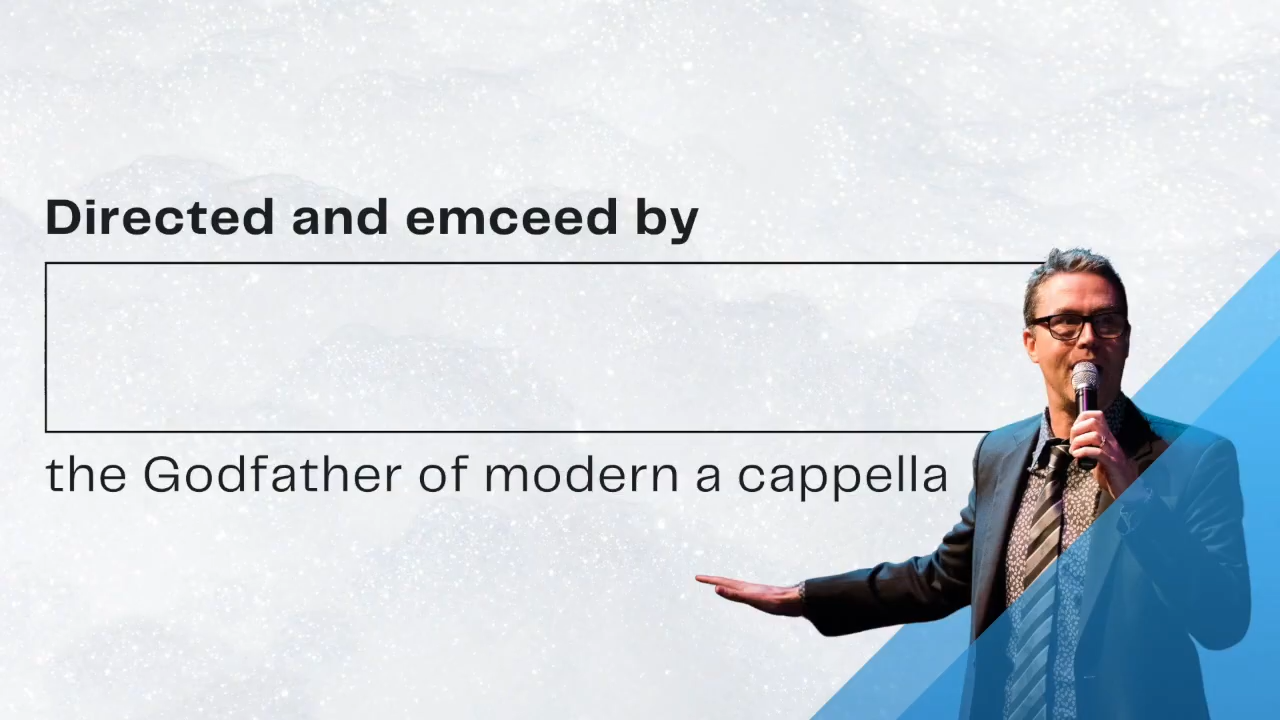 Directed and emceed by
the Godfather of modern a cappella